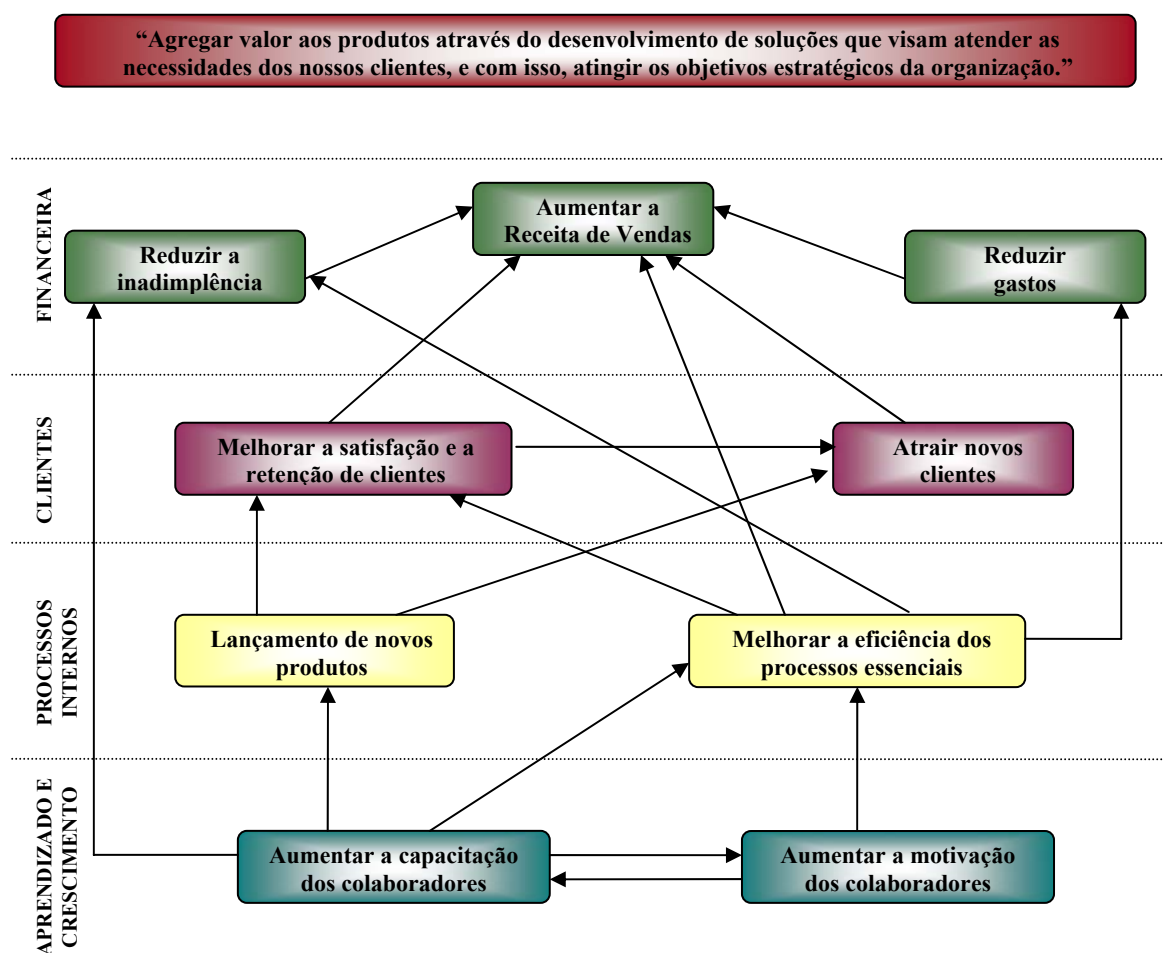 “Agregar valor aos produtos através do desenvolvimento de soluções que visam atender as
necessidades dos nossos clientes, e com isso, atingir os objetivos estratégicos da organização.”
FINANCEIRA
Aumentar a
Receita de Vendas
Reduzir a
inadimplência
Reduzir
gastos
CLIENTES
Melhorar a satisfação e a
retenção de clientes
Atrair novos
clientes
PROCESSOS
INTERNOS
Lançamento de novos
produtos
Melhorar a eficiência dos
processos essenciais
APRENDIZADO E
CRESCIMENTO
Aumentar a capacitação
dos colaboradores
Aumentar a motivação
dos colaboradores